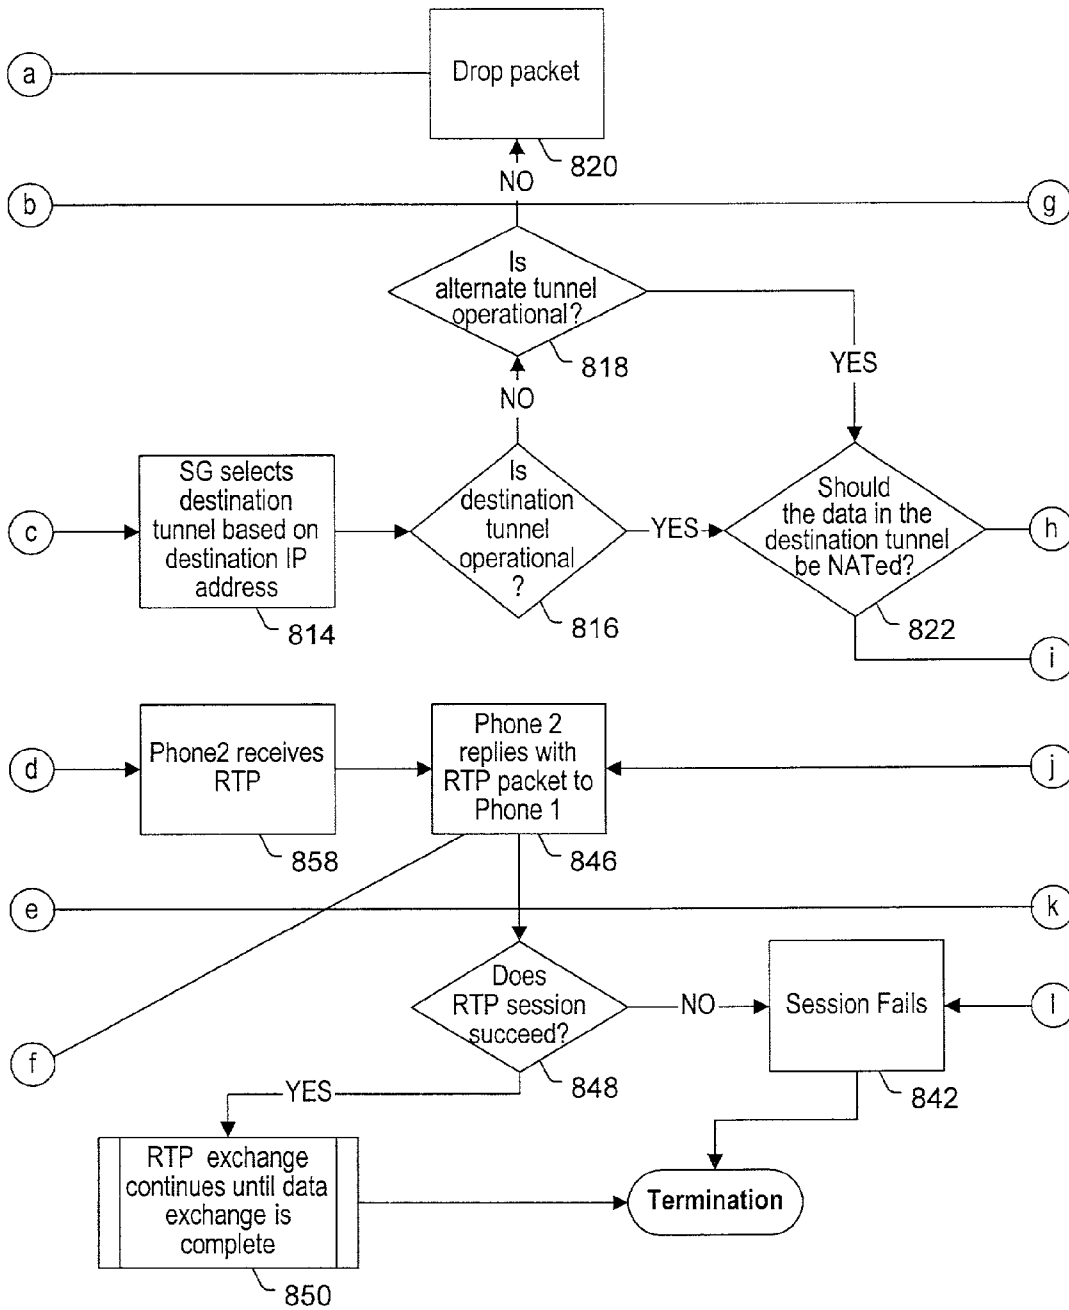 a
Drop packet
820
NO
b
g
Is
alternate tunnel
operational?
818
YES
NO
c
SG selects
destination
tunnel based on
destination IP
address
814
Is
destination
tunnel
operational
?
816
YES
Should
the data in the
destination tunnel
be NATed?
822
h
i
d
Phone2 receives
RTP
858
Phone 2
replies with
RTP packet to
Phone 1
846
j
e
k
Does
RTP session
succeed?
848
NO
Session Fails
842
l
f
YES
RTP exchange
continues until data
exchange is
complete
850
Termination